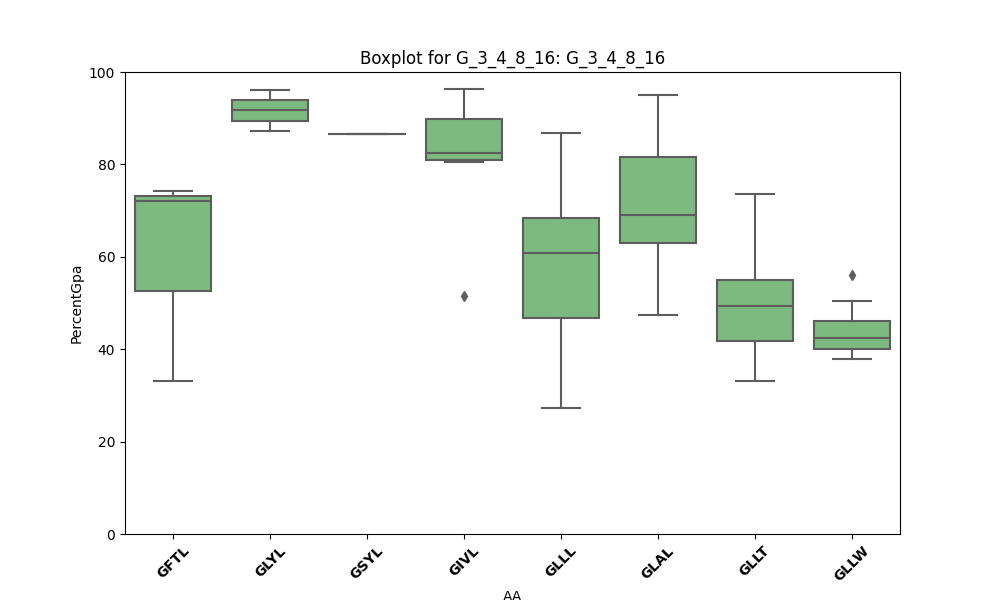 Boxplot for G_3_4_8_16: G_3_4_8_16
100
80
60
40
20
0
PercentGpa
GFTL
GLYL
GSYL
GIVL
GLLL
GLAL
GLLT
GLLW
AA